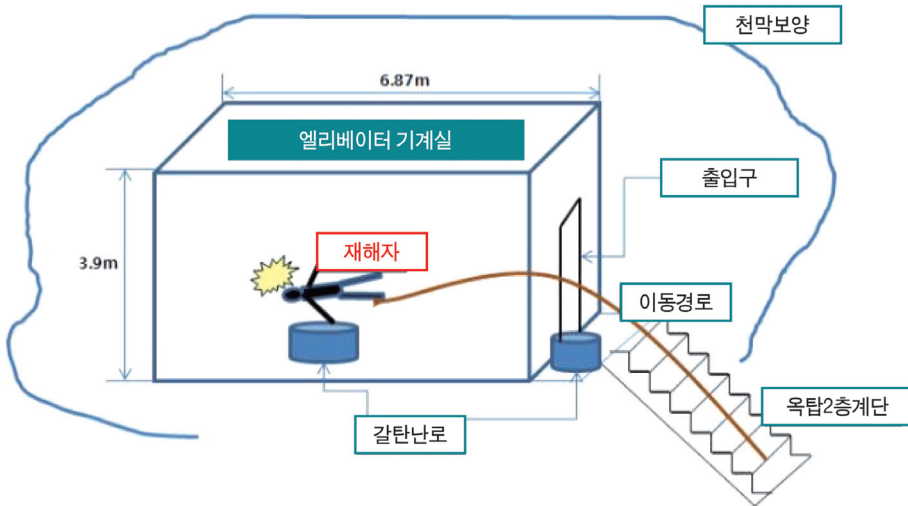 천막보양
6.87m
엘리베이터 기계실
출입구
재해자
3.9m
이동경로
옥탑2층계단
갈탄난로